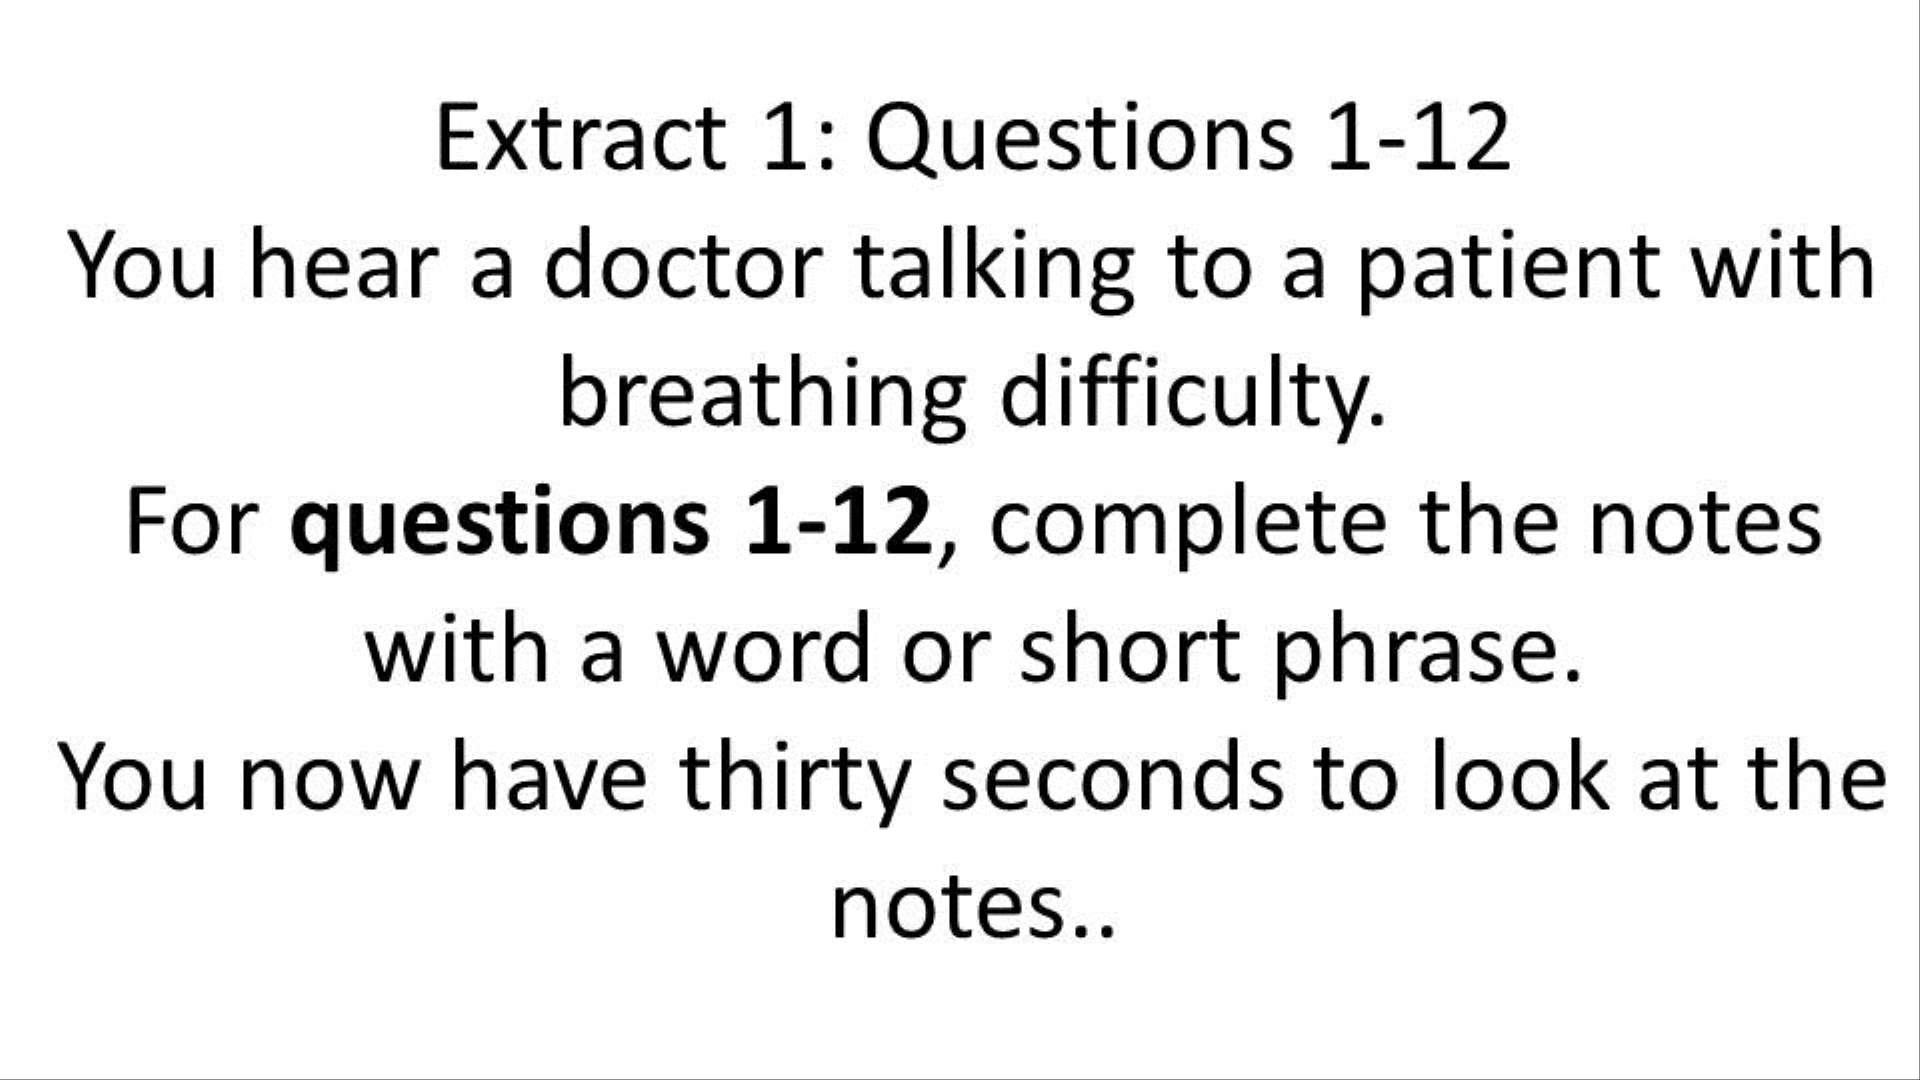 Extract 1: Questions 1-12
You hear a doctor talking to a patient with
breathing difficulty.
For questions 1-12, complete the notes
with a word or short phrase.
You now have thirty seconds to look at the
notes..